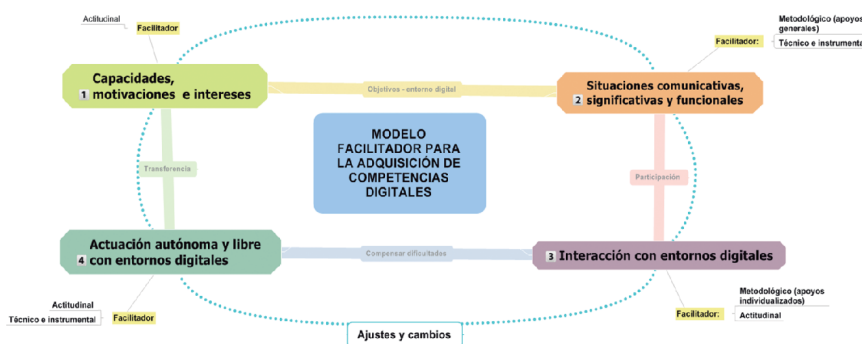 Actitudinal
Facilitador
Metodológico (apoyos
generales)
Facilitador:
Técnico e instrumental
Capacidades,
1 motivaciones e intereses
Objetivos - entorno digital
Situaciones comunicativas,
2 significativas y funcionales
MODELO
FACILITADOR PARA
LA ADQUISICIÓN DE
COMPETENCIAS
DIGITALES
Transferencia
Participación
Actuación autónoma y libre
4 con entornos digitales
Compensar dificultades
3 Interacción con entornos digitales
Actitudinal
Técnico e instrumental
Facilitador
Metodológico (apoyos
individualizados)
Facilitador:
Actitudinal
Ajustes y cambios